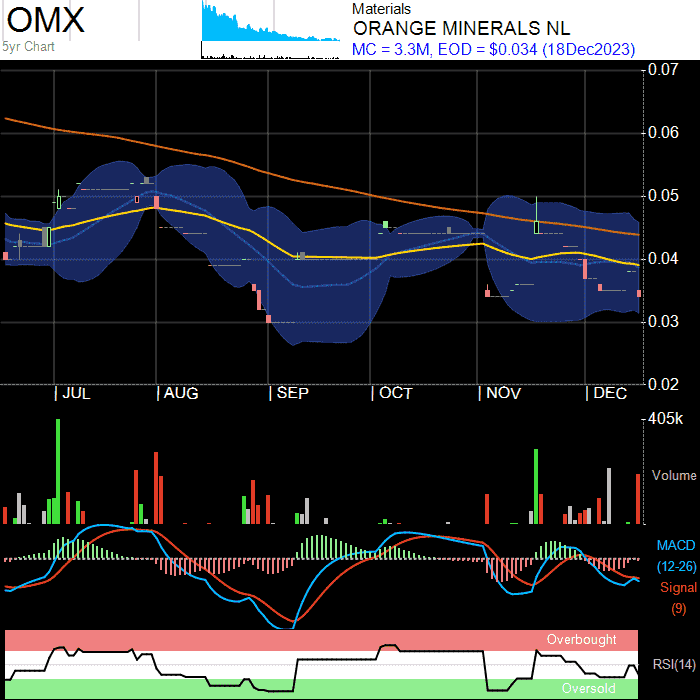 OMX
5yr Chart
Materials
ORANGE MINERALS NL
MC = 3.3M, EOD = $0.034 (18Dec2023)
0.07
0.06
0.05
0.04
0.03
0.02
JUL AUG SEP OCT NOV DEC
405k
Volume
MACD
(12-26)
Signal
(9)
Overbought
RSI(14)
Oversold